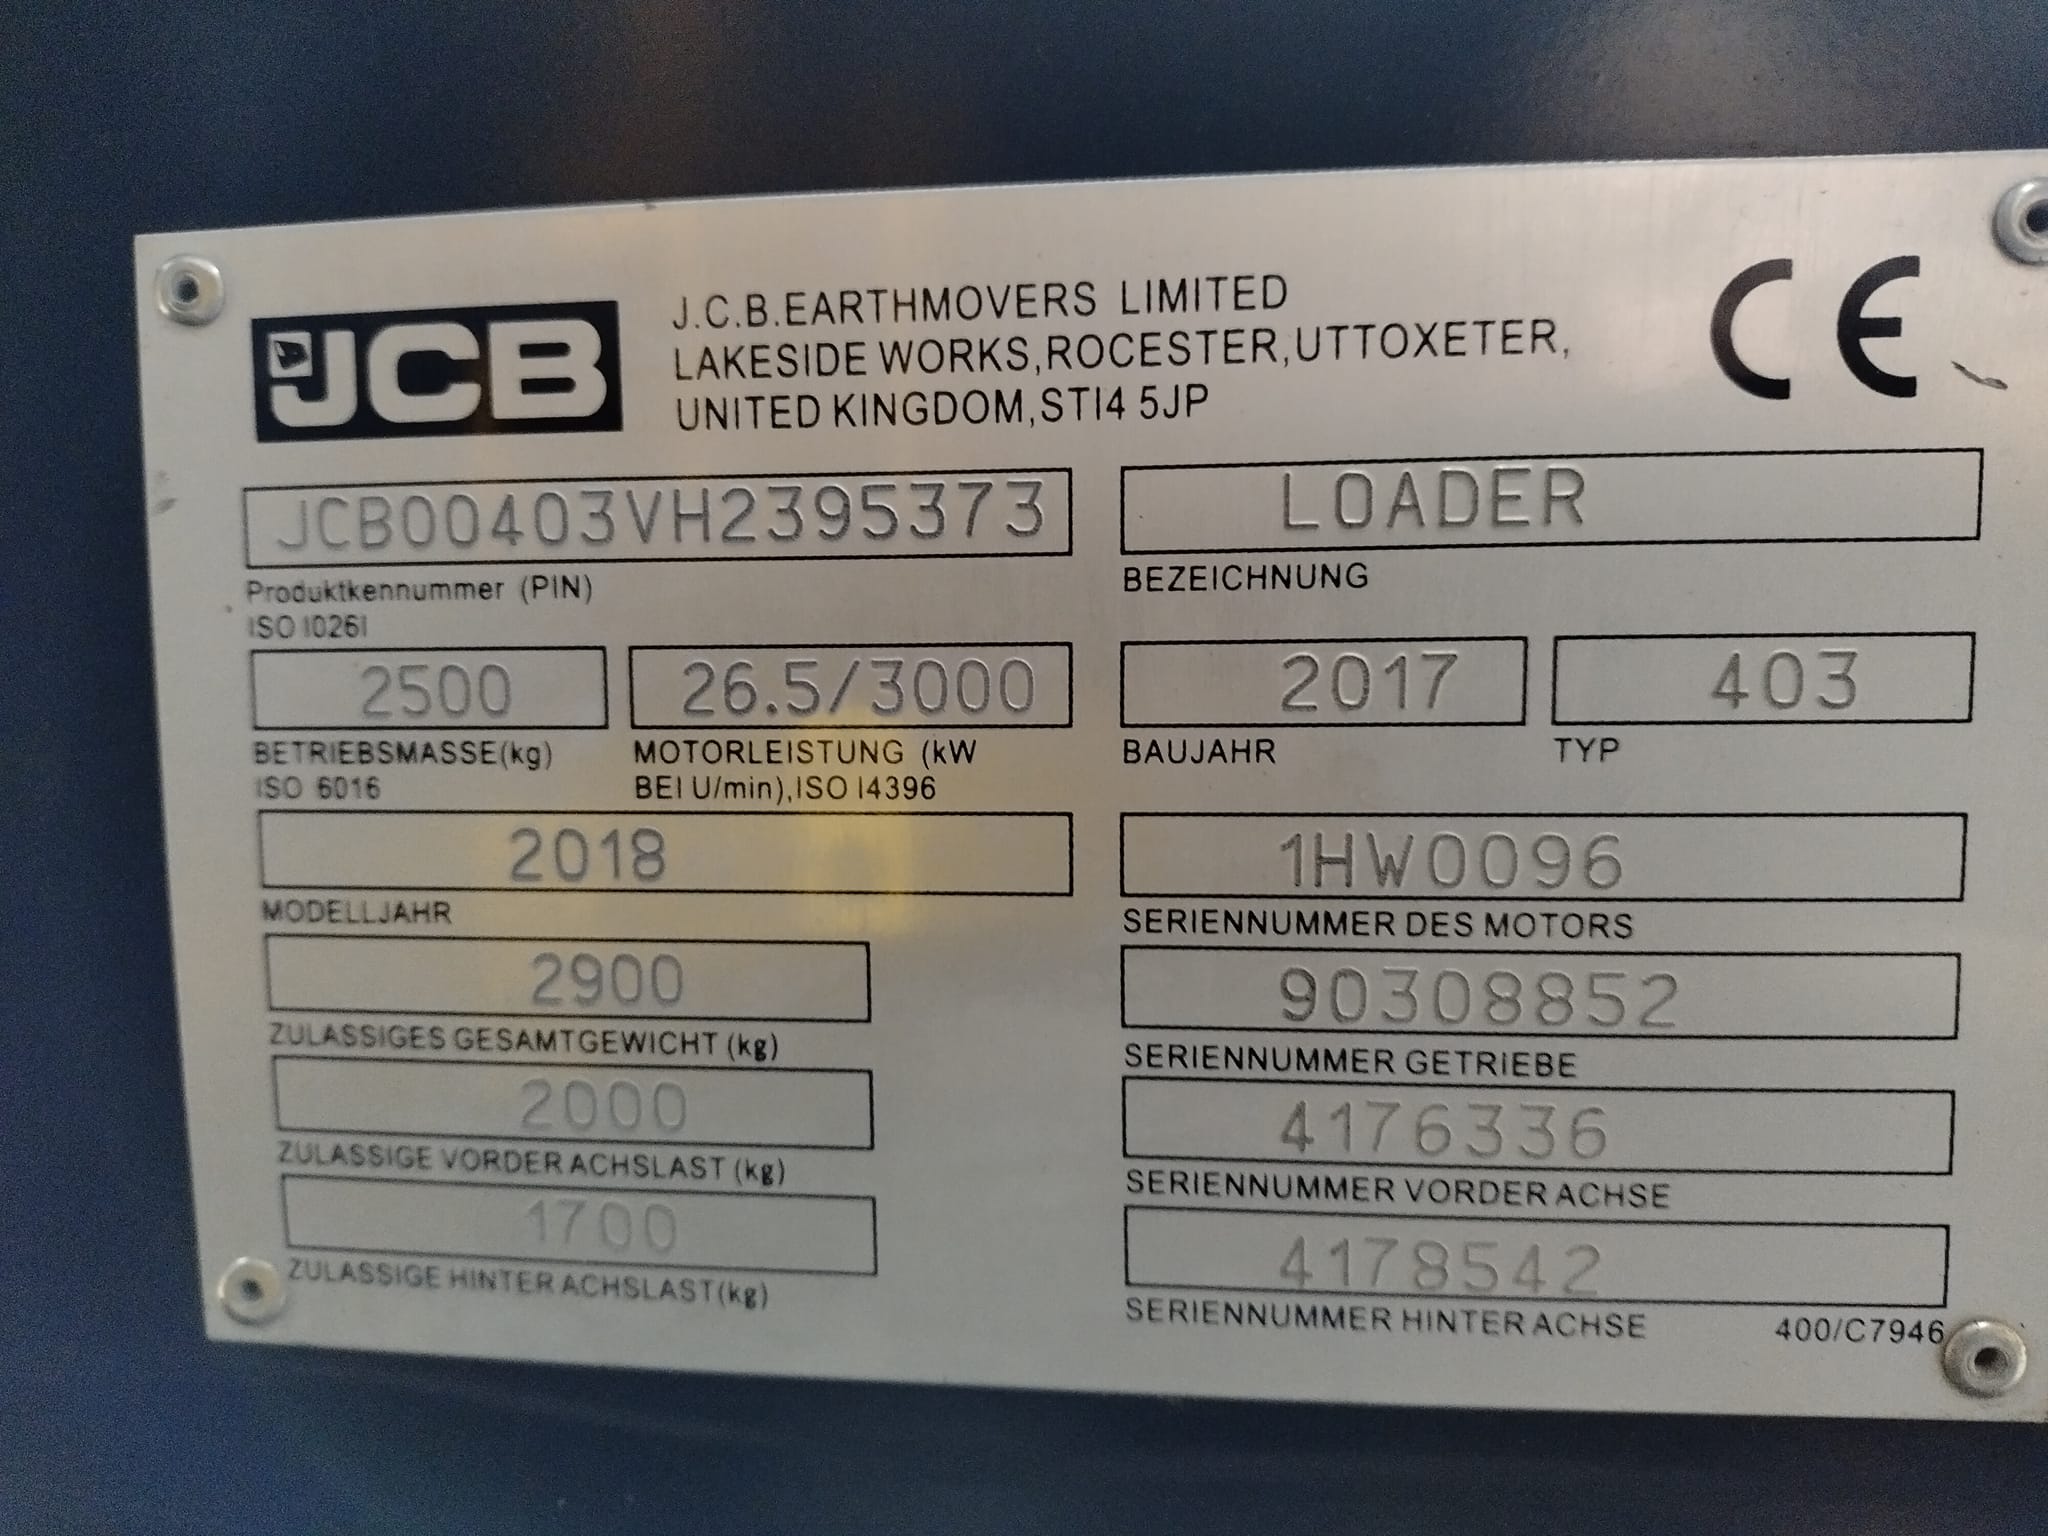 JCB
J.C.B.EARTHMOVERS LIMITED
LAKESIDE WORKS,ROCESTER,UTTOXETER,
UNITED KINGDOM,ST14 5JP
CE
JCB00403VH2395373
Produktkennummer (PIN)
ISO 10261
LOADER
BEZEICHNUNG
2500
BETRIEBSMASSE(kg)
ISO 6016
26.5/3000
MOTORLEISTUNG (kW
BEI U/min),ISO 14396
2017
BAUJAHR
403
TYP
2018
MODELLJAHR
1HW0096
SERIENNUMMER DES MOTORS
2900
ZULASSIGES GESAMTGEWICHT (kg)
90308852
SERIENNUMMER GETRIEBE
2000
ZULASSIGE VORDER ACHSLAST (kg)
4176336
SERIENNUMMER VORDER ACHSE
1700
ZULASSIGE HINTER ACHSLAST(kg)
4178542
SERIENNUMMER HINTER ACHSE
400/C7946